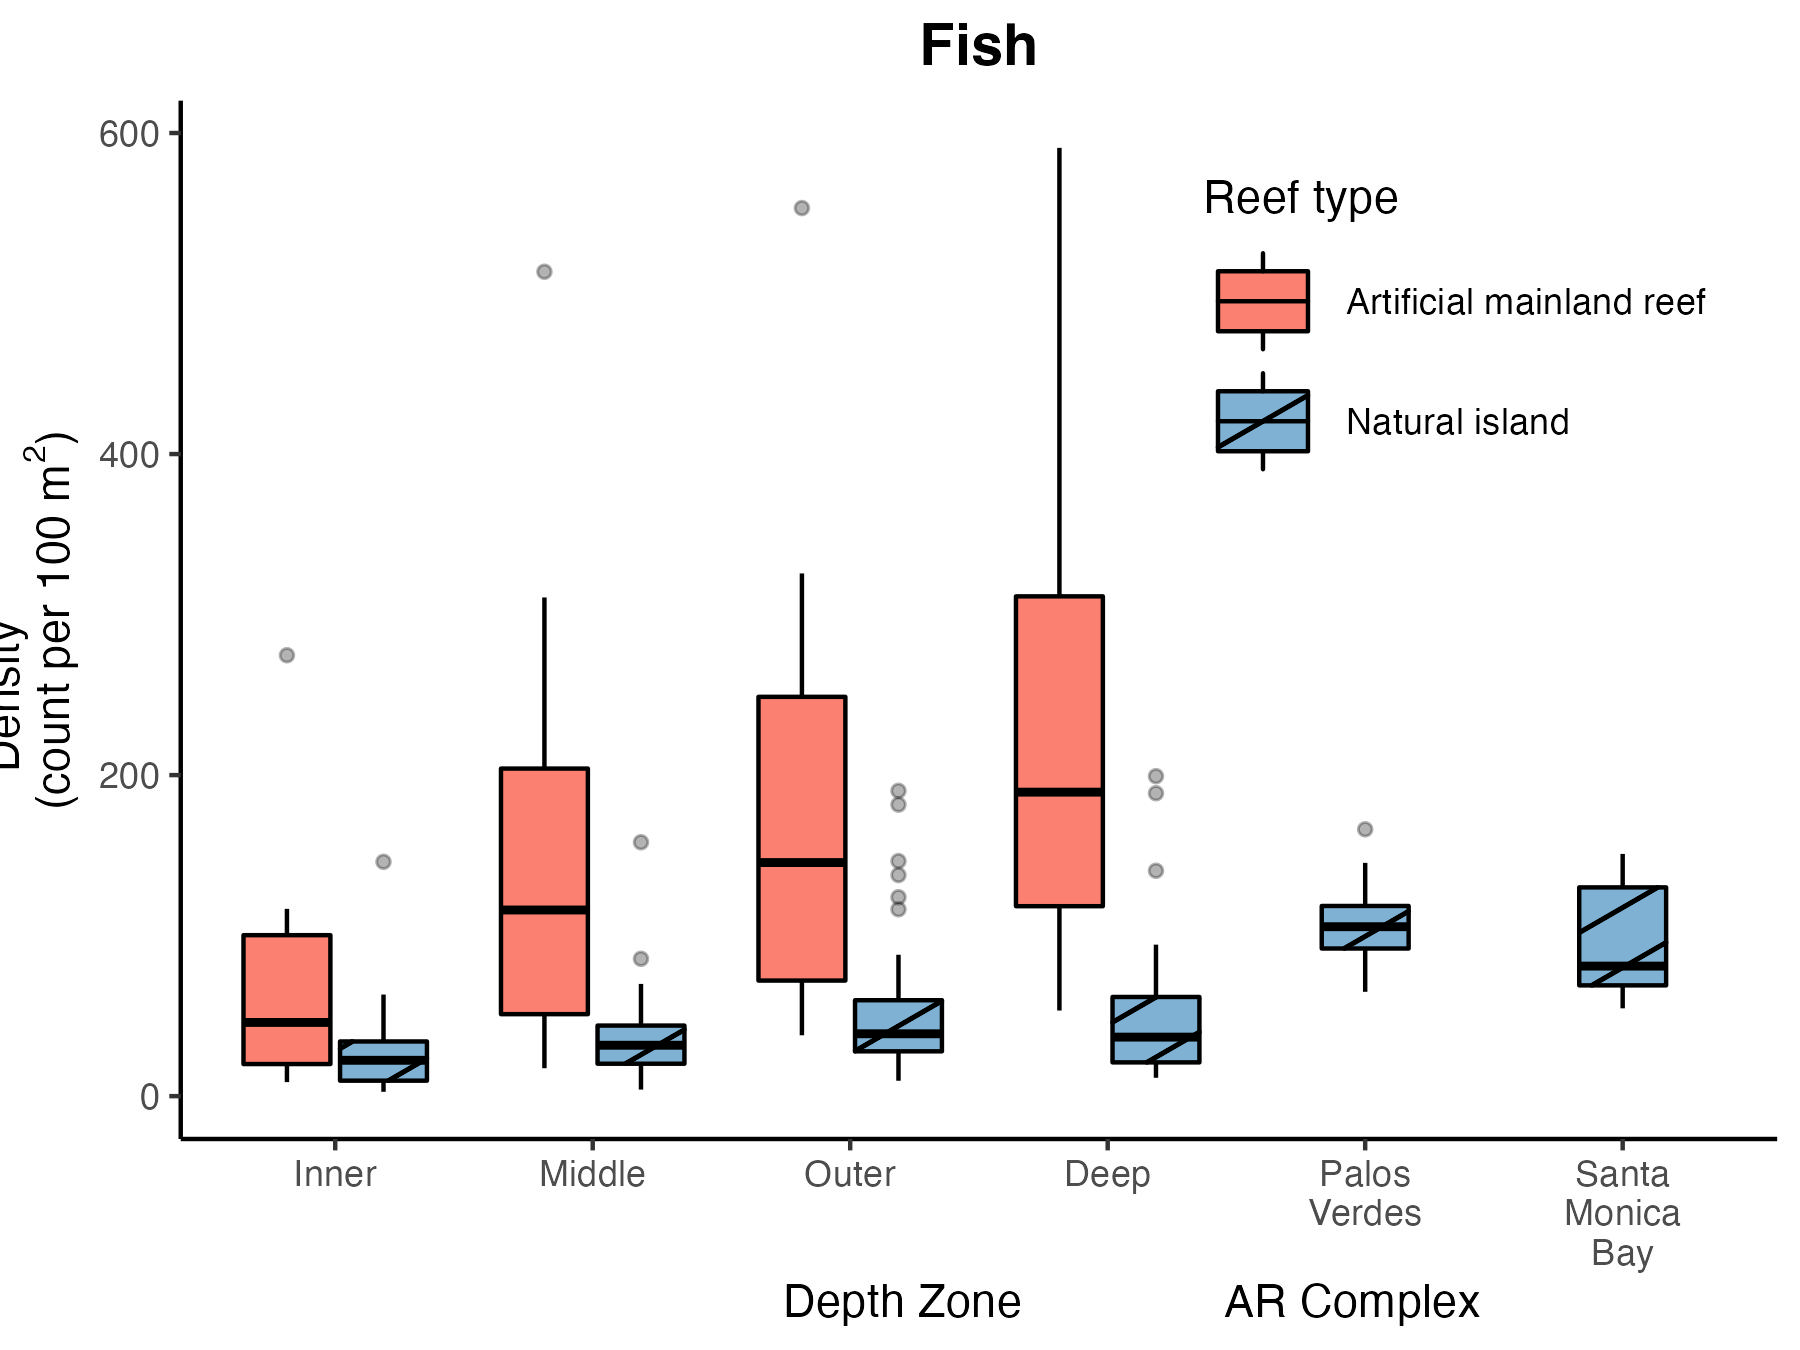 Fish
Density
(count per 100 m²)
600
400
200
0
Reef type
Artificial mainland reef
Natural island
Inner
Middle
Outer
Deep
Palos
Verdes
Santa
Monica
Bay
Depth Zone
AR Complex